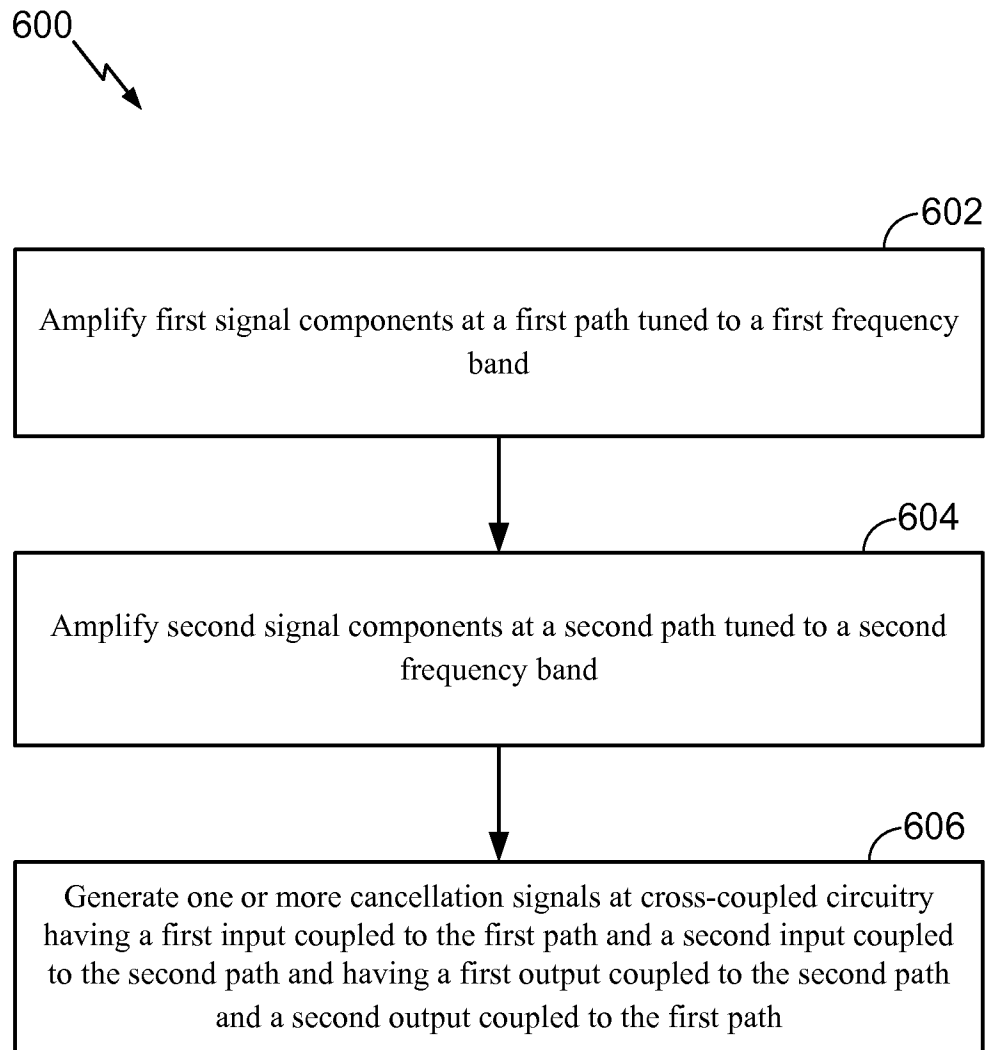 600
602
Amplify first signal components at a first path tuned to a first frequency
band
604
Amplify second signal components at a second path tuned to a second
frequency band
606
Generate one or more cancellation signals at cross-coupled circuitry
having a first input coupled to the first path and a second input coupled
to the second path and having a first output coupled to the second path
and a second output coupled to the first path